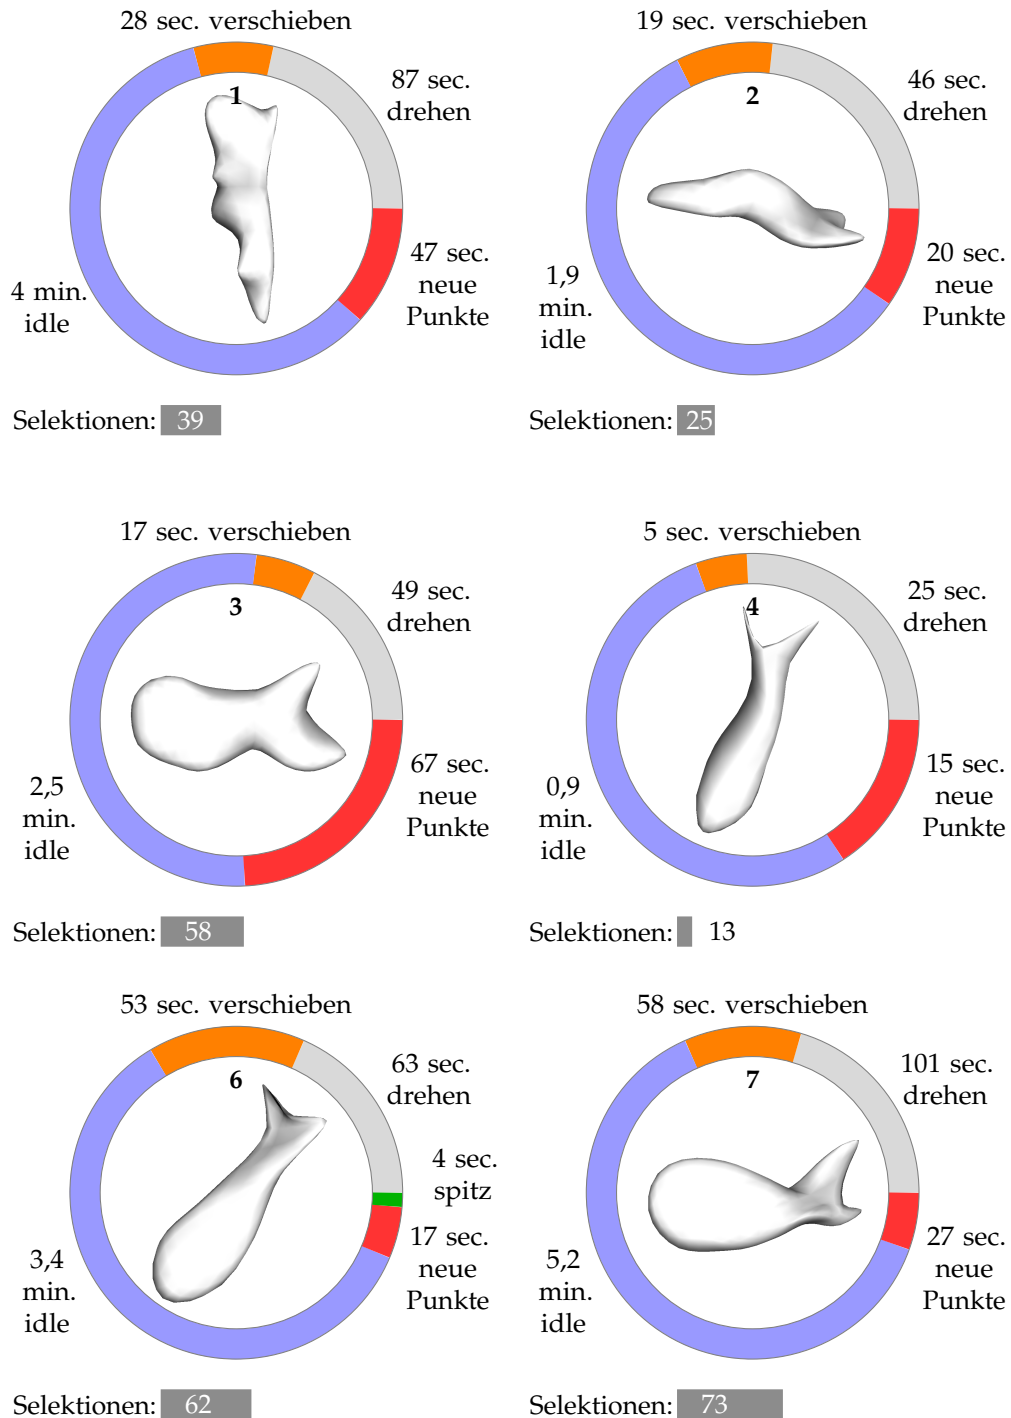 28 sec. verschieben
1
87 sec.
drehen
47 sec.
neue
Punkte
4 min.
idle
Selektionen: 39
19 sec. verschieben
2
46 sec.
drehen
20 sec.
neue
Punkte
1,9
min.
idle
Selektionen: 25
17 sec. verschieben
3
49 sec.
drehen
67 sec.
neue
Punkte
2,5
min.
idle
Selektionen: 58
5 sec. verschieben
4
25 sec.
drehen
15 sec.
neue
Punkte
0,9
min.
idle
Selektionen: 13
53 sec. verschieben
6
63 sec.
drehen
4 sec.
spitz
17 sec.
neue
Punkte
3,4
min.
idle
Selektionen: 62
58 sec. verschieben
7
101 sec.
drehen
27 sec.
neue
Punkte
5,2
min.
idle
Selektionen: 73